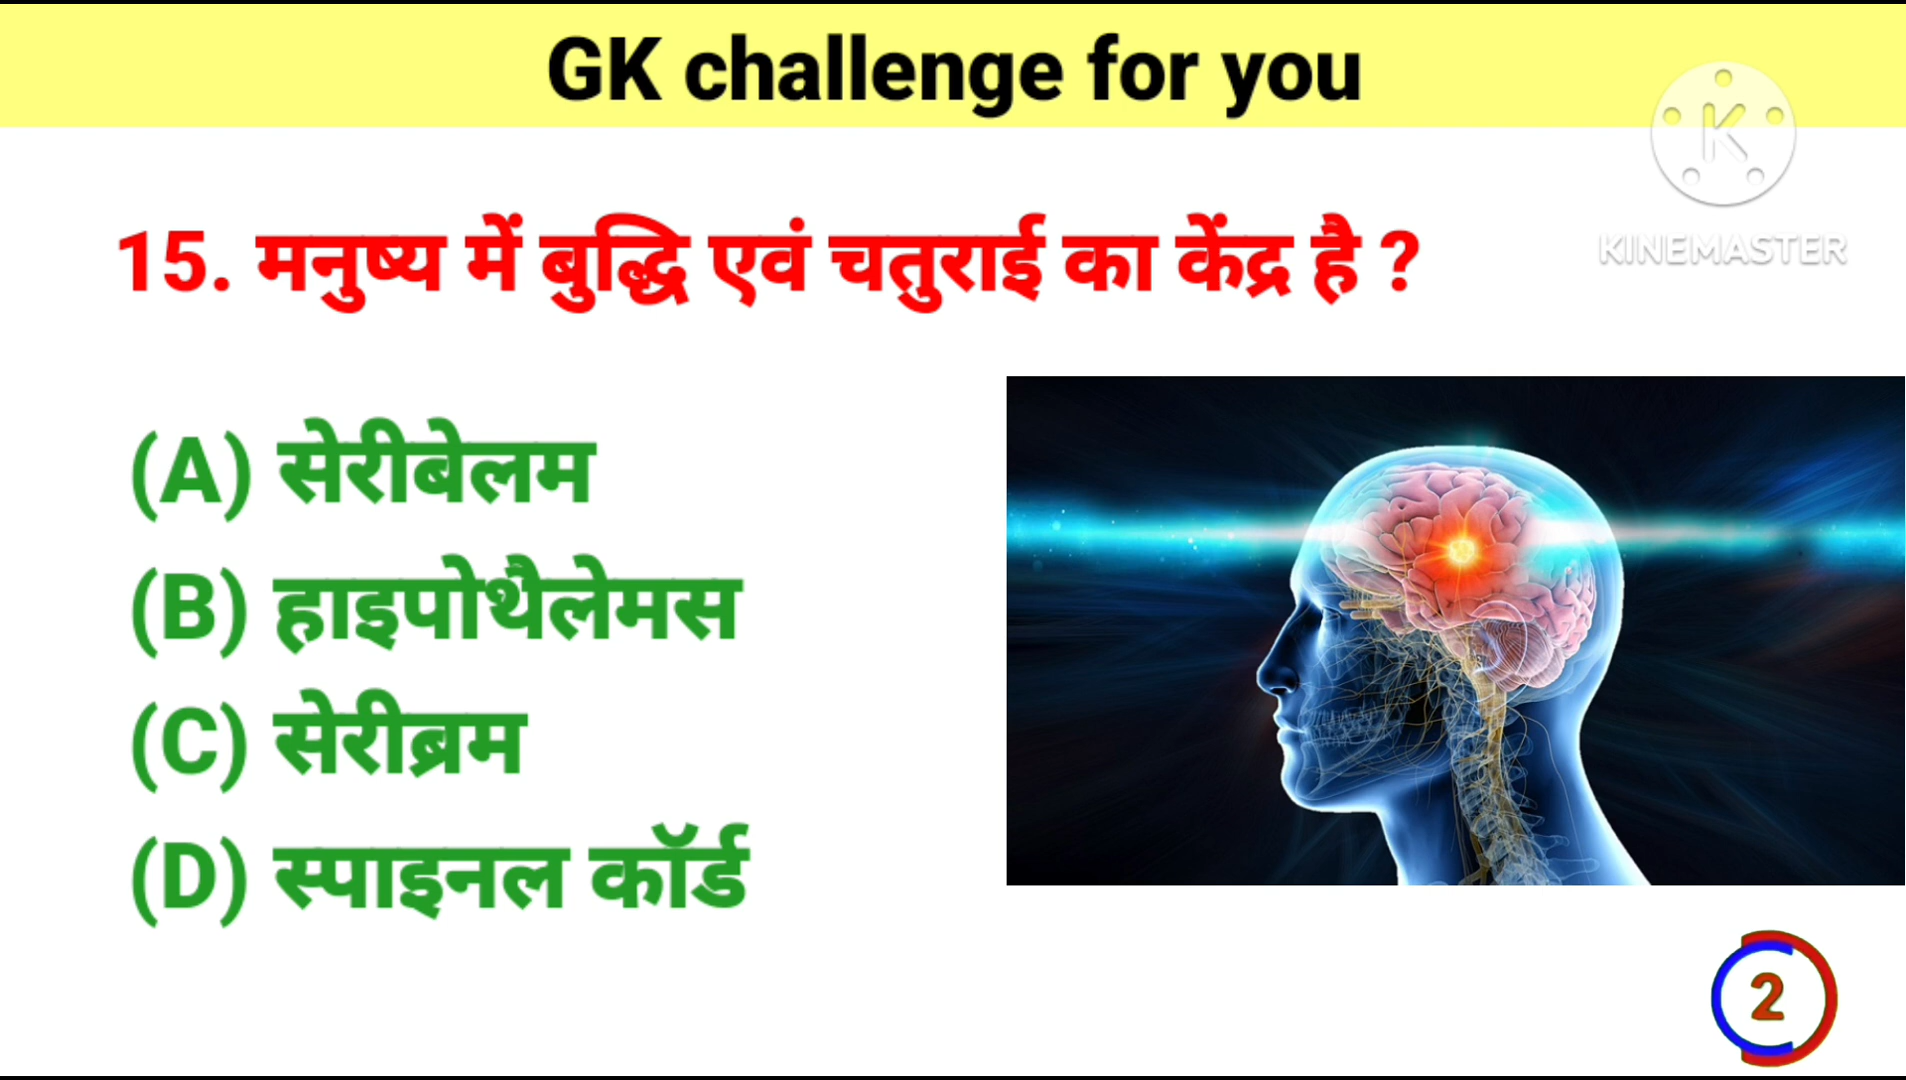 GK challenge for you
K
KINEMASTER
15. मनुष्य में बुद्धि एवं चतुराई का केंद्र है ?
(A) सेरीबेलम
(B) हाइपोथैलेमस
(C) सेरीब्रम
(D) स्पाइनल कॉर्ड
2